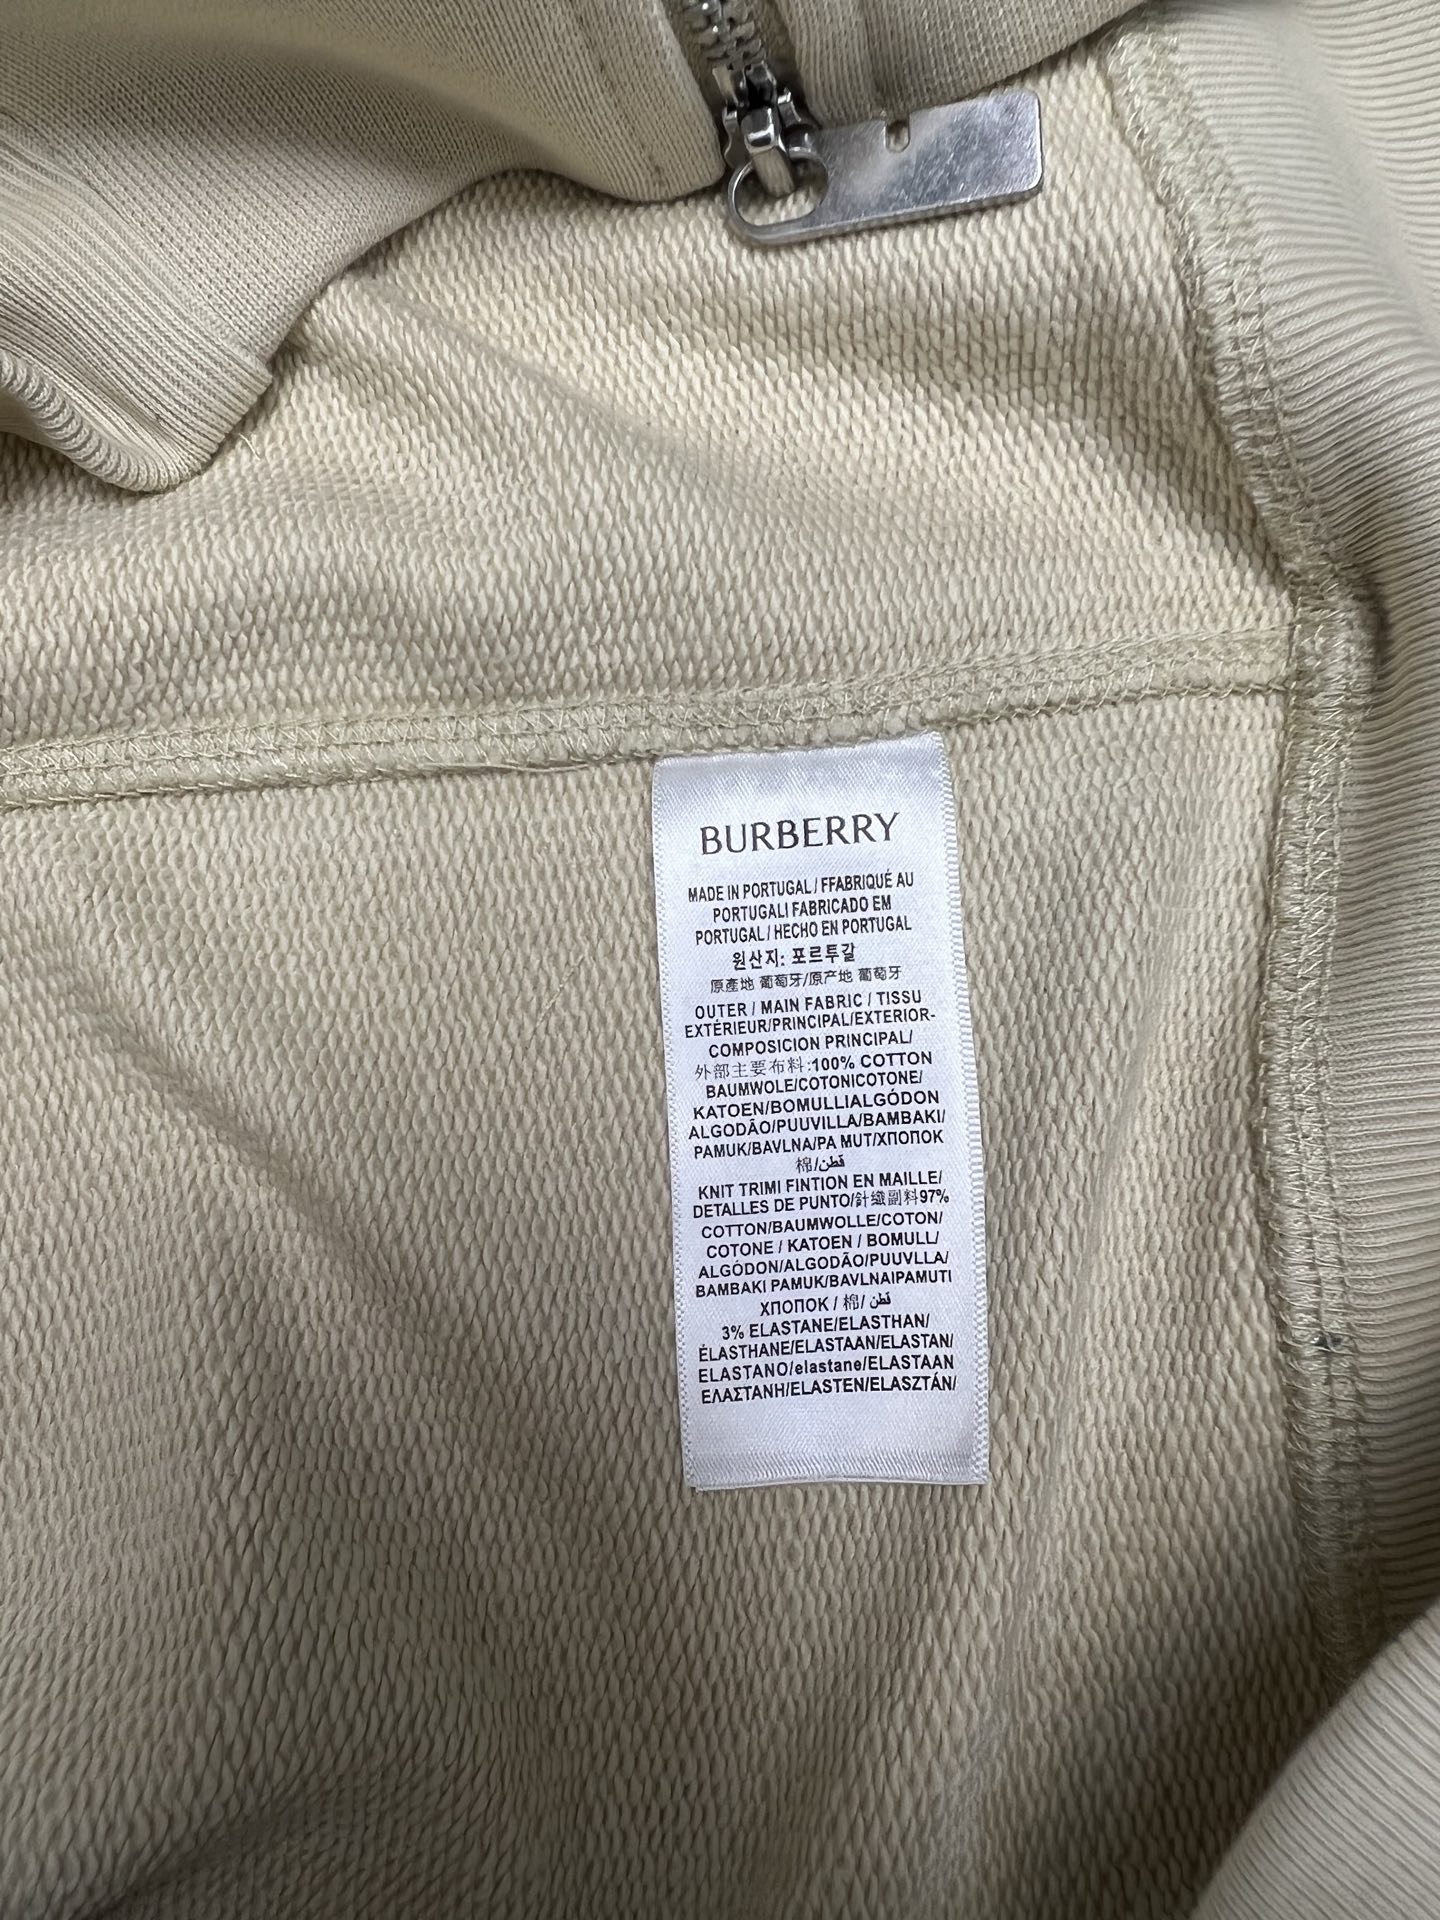 BURBERRY
MADE IN PORTUGAL / FFABRIQUÉ AU
PORTUGALI FABRICADO EM
PORTUGAL / HECHO EN PORTUGAL
원산지: 포르투갈
原產地 葡萄牙/原产地 葡萄牙
OUTER / MAIN FABRIC / TISSU
EXTÉRIEUR/PRINCIPAL/EXTERIOR-
COMPOSICION PRINCIPAL/
外部主要布料:100% COTTON
BAUMWOLE/COTONICOTONE/
KATOEN/BOMULLIALGÓDON
ALGODÃO/PUUVILLA/BAMBAKI/
PAMUK/BAVLNA/PA MUT/ХПОПОК
棉/قطن
KNIT TRIMI FINTION EN MAILLE/
DETALLES DE PUNTO/針織副料97%
COTTON/BAUMWOLLE/COTON/
COTONE / KATOEN / BOMULL/
ALGÓDON/ALGODÃO/PUUVLLA/
BAMBAKI PAMUK/BAVLNAIPAMUTI
ХПОПОК / 棉/ قطن
3% ELASTANE/ELASTHAN/
ÉLASTHANE/ELASTAAN/ELASTAN/
ELASTANO/elastane/ELASTAAN
ΕΛΑΣΤΑΝΗ/ELASTEN/ELASZTÁN/